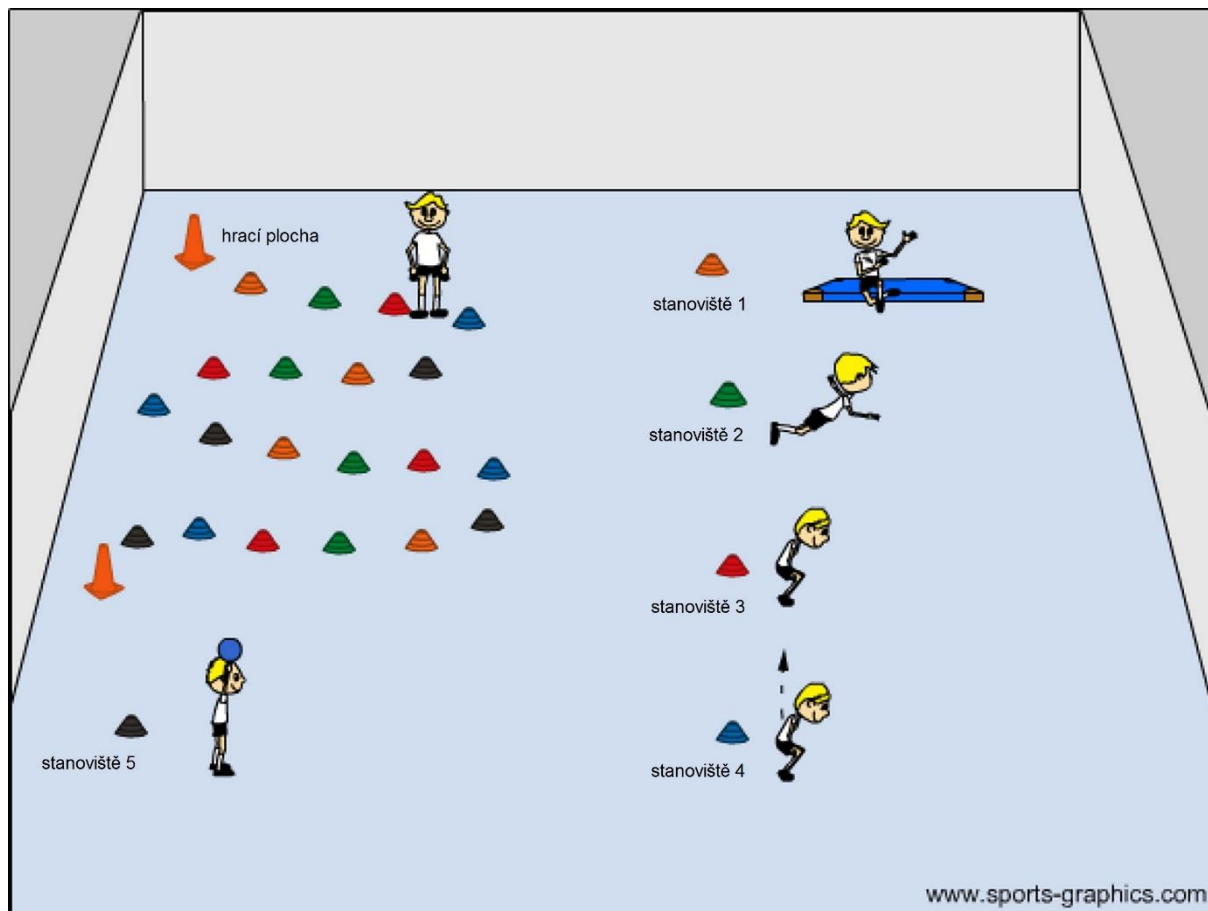 hrací plocha
stanoviště 1
stanoviště 2
stanoviště 3
stanoviště 4
stanoviště 5
www.sports-graphics.com